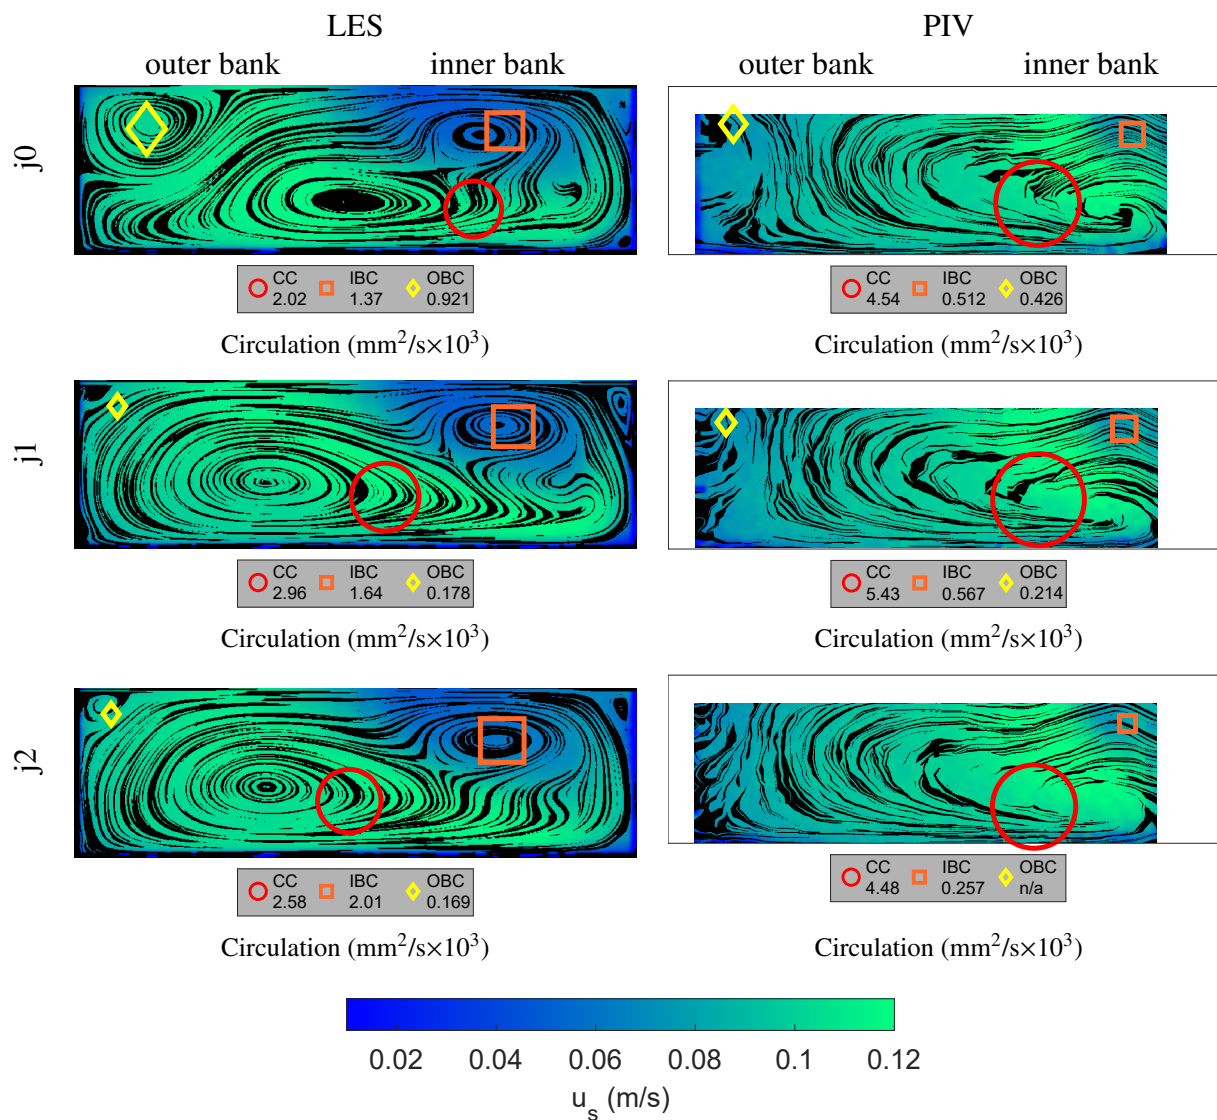 LES PIV
outer bank inner bank outer bank inner bank
j0
CC IBC OBC
2.02 1.37 0.921
CC IBC OBC
4.54 0.512 0.426
Circulation (mm²/s×10³) Circulation (mm²/s×10³)
j1
CC IBC OBC
2.96 1.64 0.178
CC IBC OBC
5.43 0.567 0.214
Circulation (mm²/s×10³) Circulation (mm²/s×10³)
j2
CC IBC OBC
2.58 2.01 0.169
CC IBC OBC
4.48 0.257 n/a
Circulation (mm²/s×10³) Circulation (mm²/s×10³)
0.02 0.04 0.06 0.08 0.1 0.12
u_s (m/s)